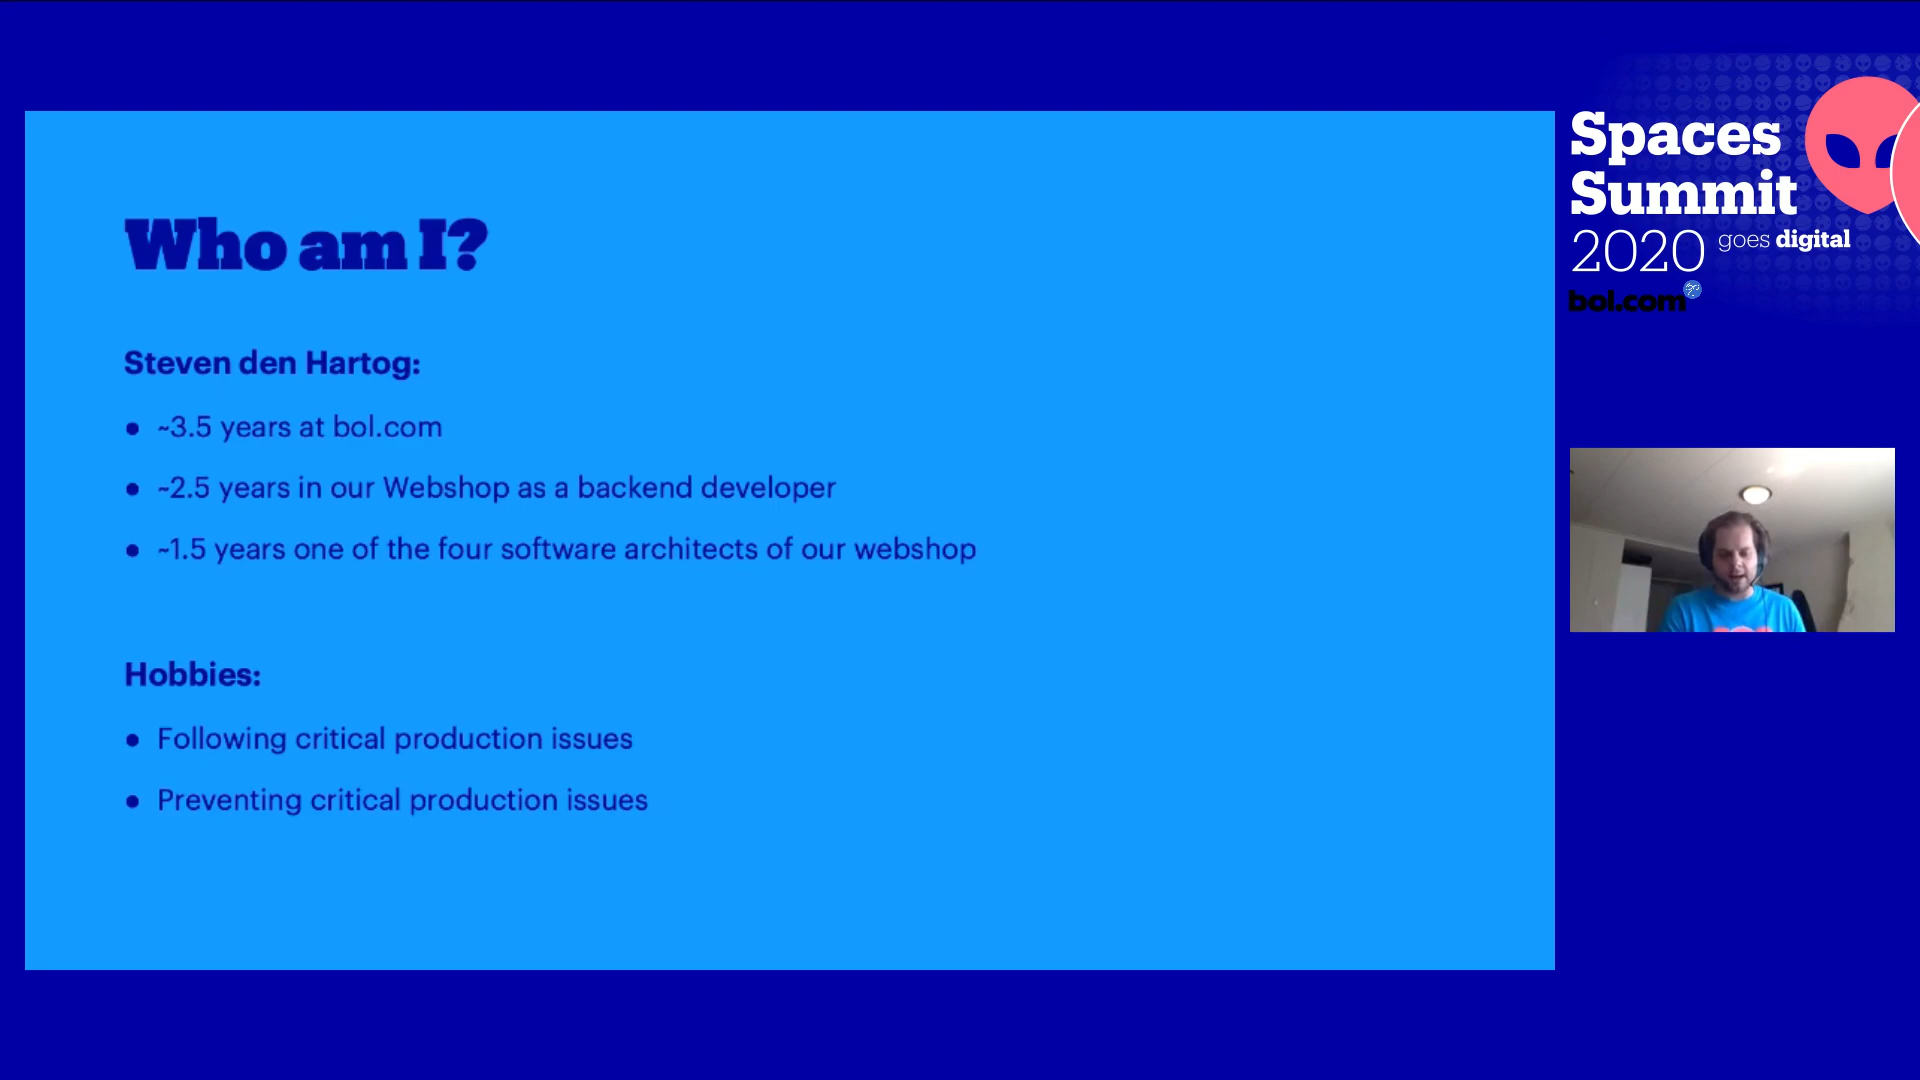 Who am I?
Steven den Hartog:
● ~3.5 years at bol.com
● ~2.5 years in our Webshop as a backend developer
● ~1.5 years one of the four software architects of our webshop
Hobbies:
● Following critical production issues
● Preventing critical production issues
Spaces
Summit
2020 goes digital
bol.com